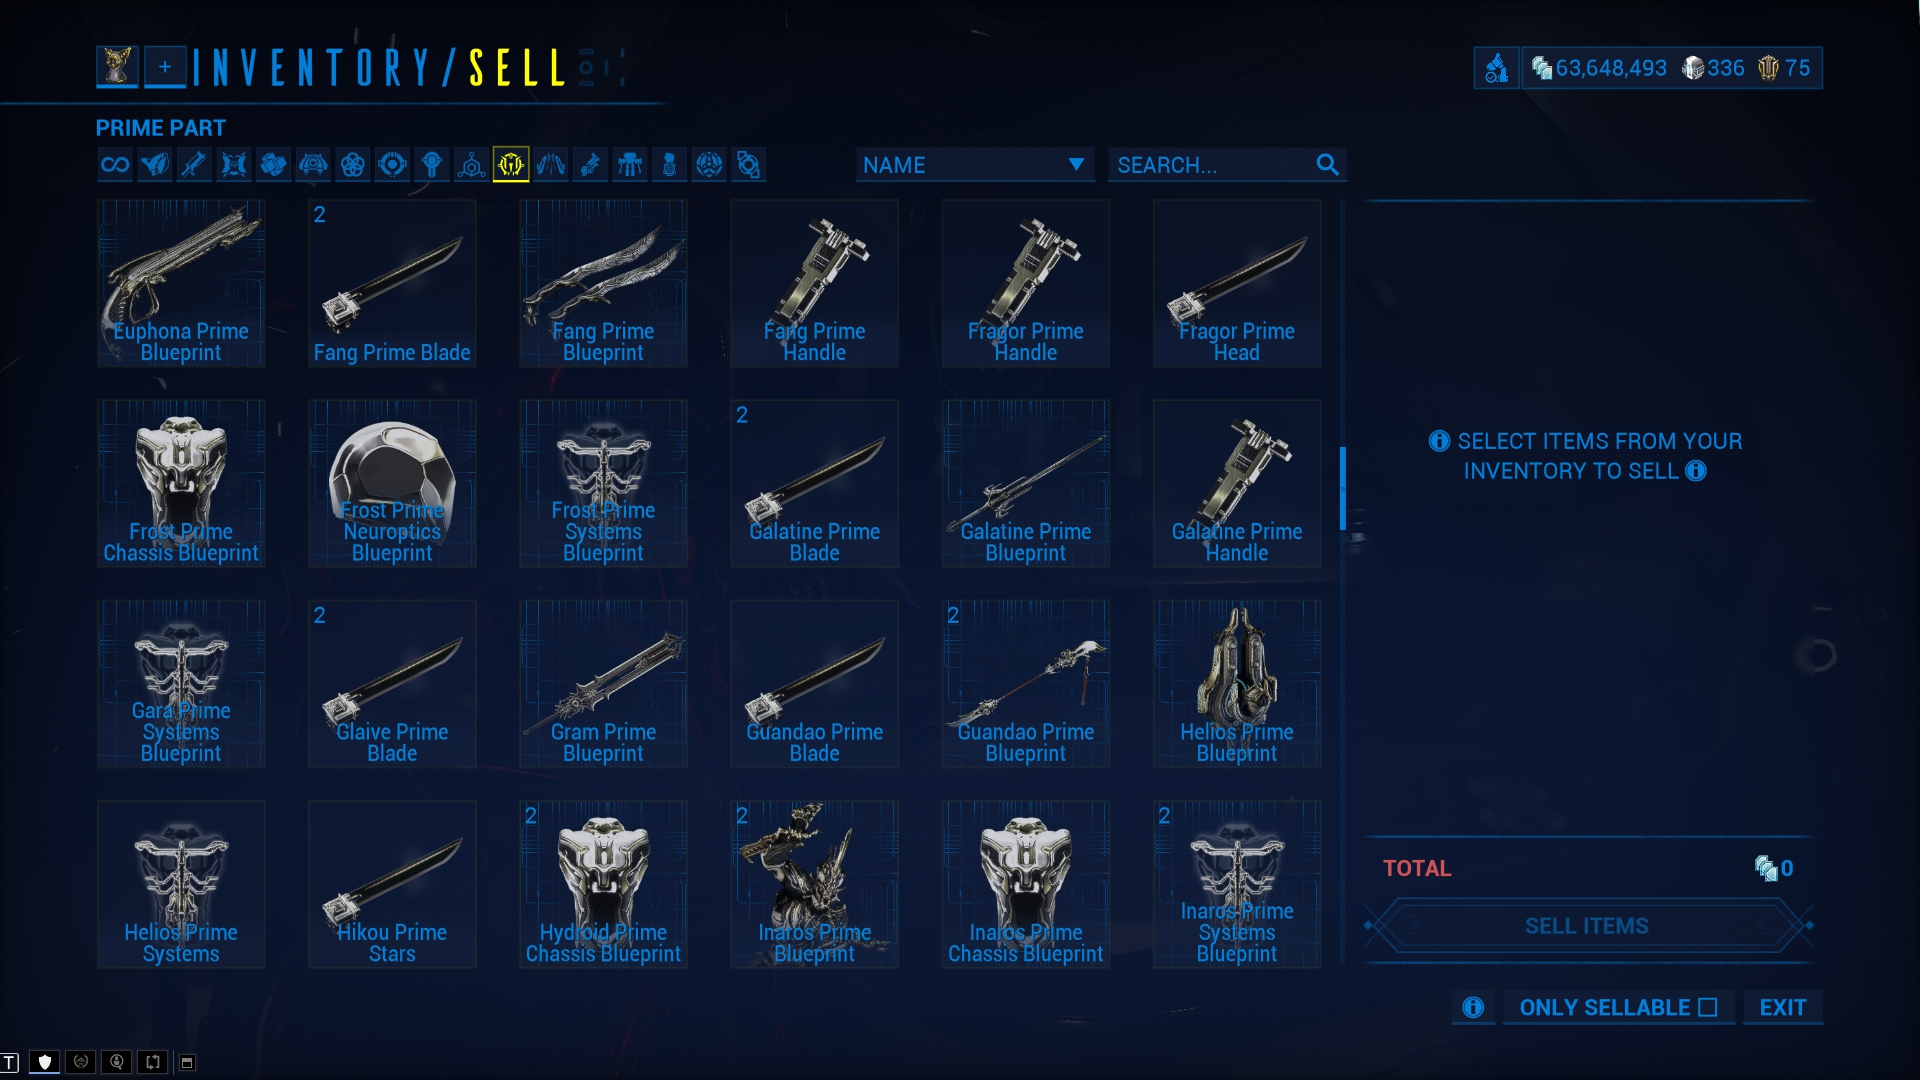 + INVENTORY/SELL
63,648,493 336 75
PRIME PART
NAME
SEARCH...
Euphona Prime
Blueprint
2
Fang Prime Blade
Fang Prime
Blueprint
Fang Prime
Handle
Fragor Prime
Handle
Fragor Prime
Head
Frost Prime
Chassis Blueprint
Frost Prime
Neuroptics
Blueprint
Frost Prime
Systems
Blueprint
2
Galatine Prime
Blade
Galatine Prime
Blueprint
Galatine Prime
Handle
Gara Prime
Systems
Blueprint
2
Glaive Prime
Blade
Gram Prime
Blueprint
Guandao Prime
Blade
2
Guandao Prime
Blueprint
Helios Prime
Blueprint
Helios Prime
Systems
Hikou Prime
Stars
2
Hydroid Prime
Chassis Blueprint
2
Inaros Prime
Blueprint
Inaros Prime
Chassis Blueprint
2
Inaros Prime
Systems
Blueprint
SELECT ITEMS FROM YOUR
INVENTORY TO SELL
TOTAL 0
SELL ITEMS
ONLY SELLABLE
EXIT
T